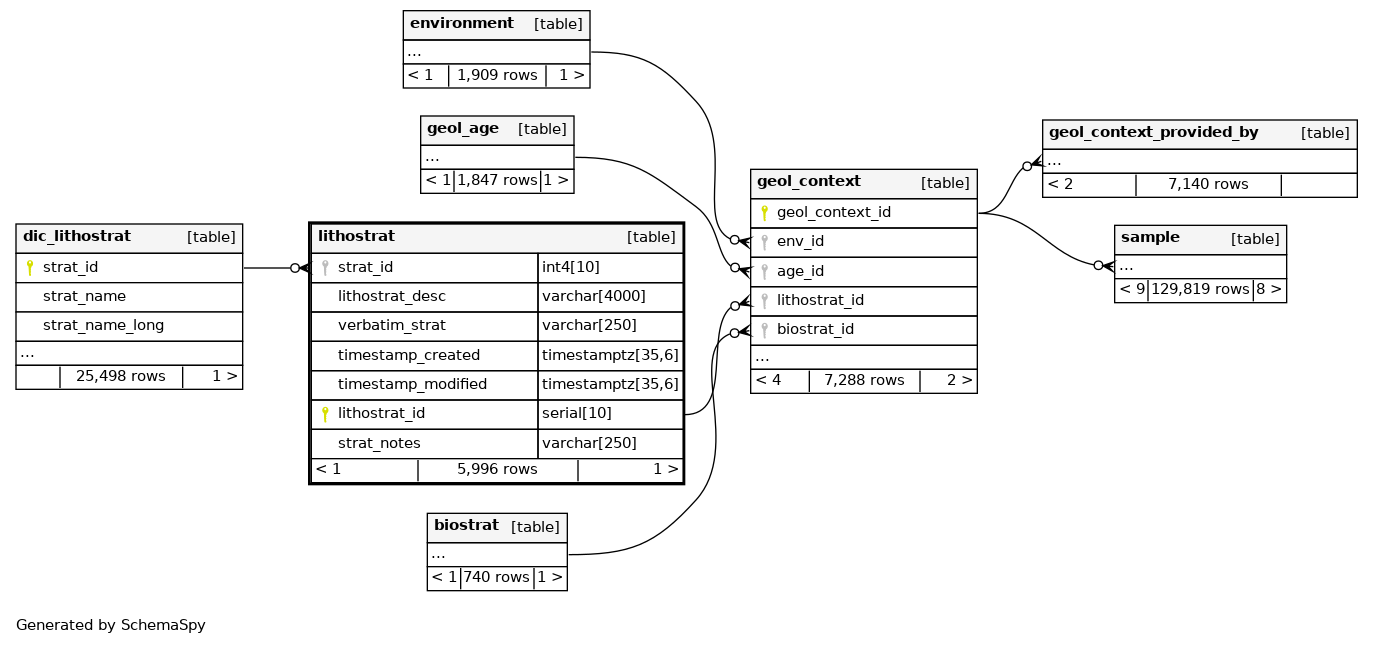 environment [table]
...
< 1 1,909 rows 1 >
geol_age [table]
...
< 1 1,847 rows 1 >
dic_lithostrat [table]
strat_id
strat_name
strat_name_long
...
25,498 rows 1 >
lithostrat [table]
strat_id int4[10]
lithostrat_desc varchar[4000]
verbatim_strat varchar[250]
timestamp_created timestamptz[35,6]
timestamp_modified timestamptz[35,6]
lithostrat_id serial[10]
strat_notes varchar[250]
< 1 5,996 rows 1 >
biostrat [table]
...
< 1 740 rows 1 >
geol_context [table]
geol_context_id
env_id
age_id
lithostrat_id
biostrat_id
...
< 4 7,288 rows 2 >
geol_context_provided_by [table]
...
< 2 7,140 rows
sample [table]
...
< 9 129,819 rows 8 >
Generated by SchemaSpy